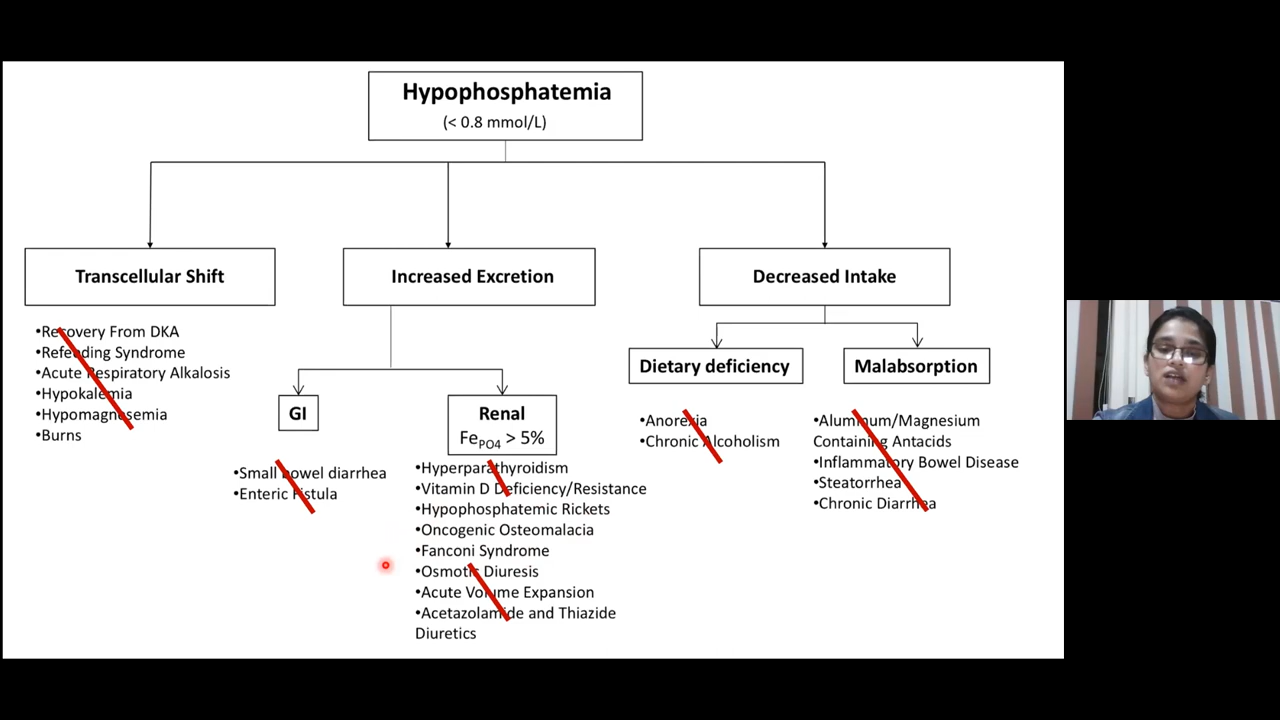 Hypophosphatemia
(< 0.8 mmol/L)
Transcellular Shift
Increased Excretion
Decreased Intake
•Recovery From DKA
•Refeeding Syndrome
•Acute Respiratory Alkalosis
•Hypokalemia
•Hypomagnesemia
•Burns
GI
•Small bowel diarrhea
•Enteric Fistula
Renal
FePO4 > 5%
•Hyperparathyroidism
•Vitamin D Deficiency/Resistance
•Hypophosphatemic Rickets
•Oncogenic Osteomalacia
•Fanconi Syndrome
•Osmotic Diuresis
•Acute Volume Expansion
•Acetazolamide and Thiazide
Diuretics
Dietary deficiency
•Anorexia
•Chronic Alcoholism
Malabsorption
•Aluminum/Magnesium
Containing Antacids
•Inflammatory Bowel Disease
•Steatorrhea
•Chronic Diarrhea